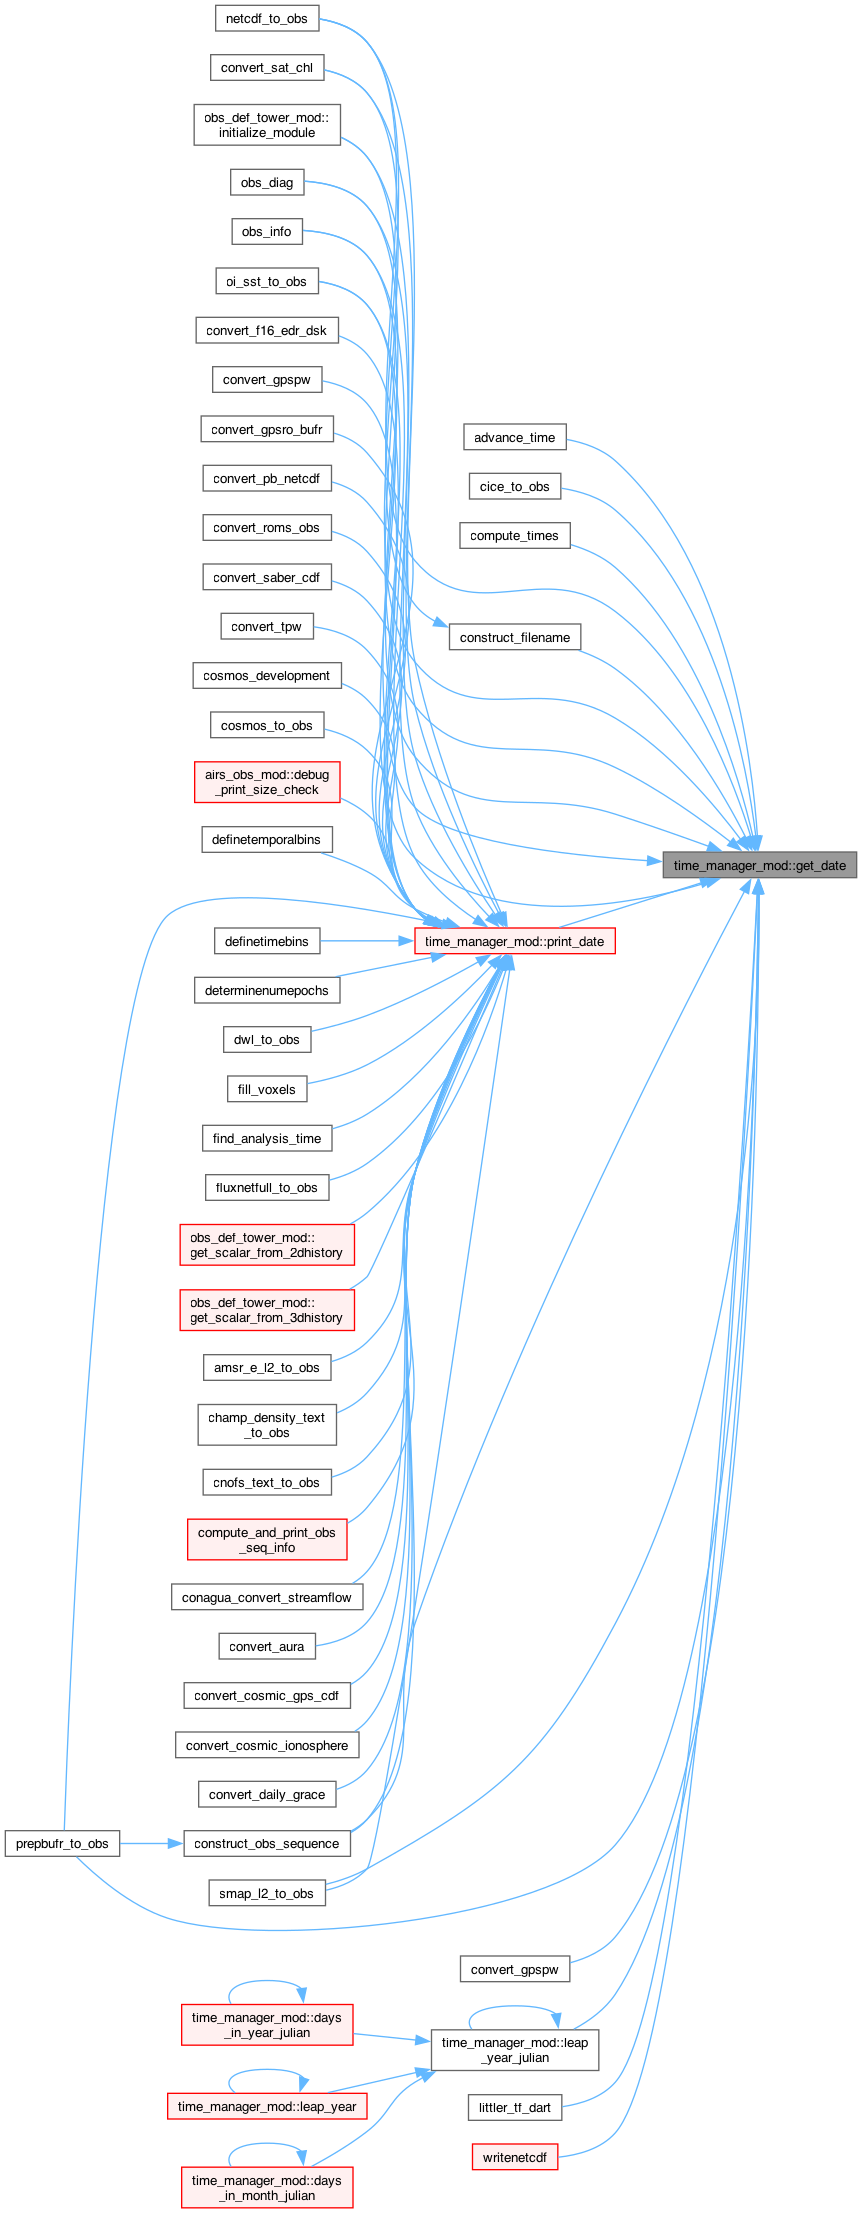 netcdf_to_obs
convert_sat_chl
obs_def_tower_mod::
initialize_module
obs_diag
obs_info
oi_sst_to_obs
convert_f16_edr_dsk
convert_gpspw
convert_gpsro_bufr
convert_pb_netcdf
convert_roms_obs
convert_saber_cdf
convert_tpw
cosmos_development
cosmos_to_obs
airs_obs_mod::debug
_print_size_check
definetemporalbins
definetimebins
determinenumepochs
dwl_to_obs
fill_voxels
find_analysis_time
fluxnetfull_to_obs
obs_def_tower_mod::
get_scalar_from_2dhistory
obs_def_tower_mod::
get_scalar_from_3dhistory
amsr_e_l2_to_obs
champ_density_text
_to_obs
cnofs_text_to_obs
compute_and_print_obs
_seq_info
conagua_convert_streamflow
convert_aura
convert_cosmic_gps_cdf
convert_cosmic_ionosphere
convert_daily_grace
prepbufr_to_obs
construct_obs_sequence
smap_l2_to_obs
time_manager_mod::days
_in_year_julian
time_manager_mod::leap_year
time_manager_mod::days
_in_month_julian
advance_time
cice_to_obs
compute_times
construct_filename
time_manager_mod::print_date
convert_gpspw
time_manager_mod::leap
_year_julian
littler_tf_dart
writenetcdf
time_manager_mod::get_date